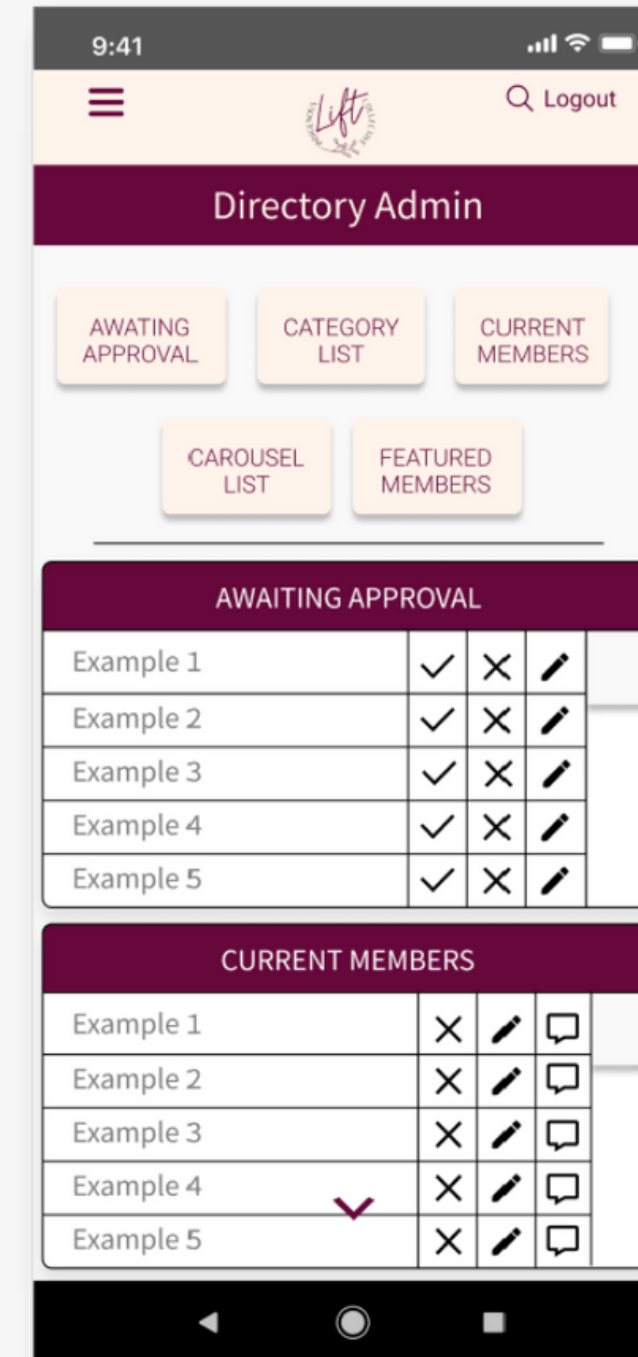 9:41
Lift
Logout
Directory Admin
AWATING
APPROVAL
CATEGORY
LIST
CURRENT
MEMBERS
CAROUSEL
LIST
FEATURED
MEMBERS
AWAITING APPROVAL
Example 1
Example 2
Example 3
Example 4
Example 5
CURRENT MEMBERS
Example 1
Example 2
Example 3
Example 4
Example 5